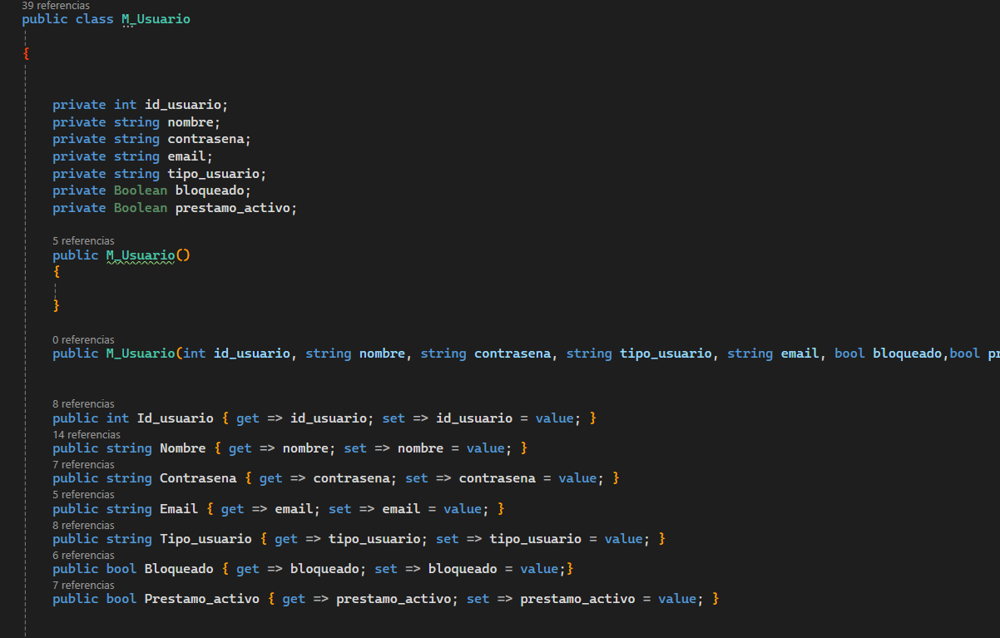 39 referencias
public class M_Usuario
{
private int id_usuario;
private string nombre;
private string contrasena;
private string email;
private string tipo_usuario;
private Boolean bloqueado;
private Boolean prestamo_activo;
5 referencias
public M_Usuario()
{
}
0 referencias
public M_Usuario(int id_usuario, string nombre, string contrasena, string tipo_usuario, string email, bool bloqueado,bool pr
8 referencias
public int Id_usuario { get => id_usuario; set => id_usuario = value; }
14 referencias
public string Nombre { get => nombre; set => nombre = value; }
7 referencias
public string Contrasena { get => contrasena; set => contrasena = value; }
5 referencias
public string Email { get => email; set => email = value; }
8 referencias
public string Tipo_usuario { get => tipo_usuario; set => tipo_usuario = value; }
6 referencias
public bool Bloqueado { get => bloqueado; set => bloqueado = value;}
7 referencias
public bool Prestamo_activo { get => prestamo_activo; set => prestamo_activo = value; }